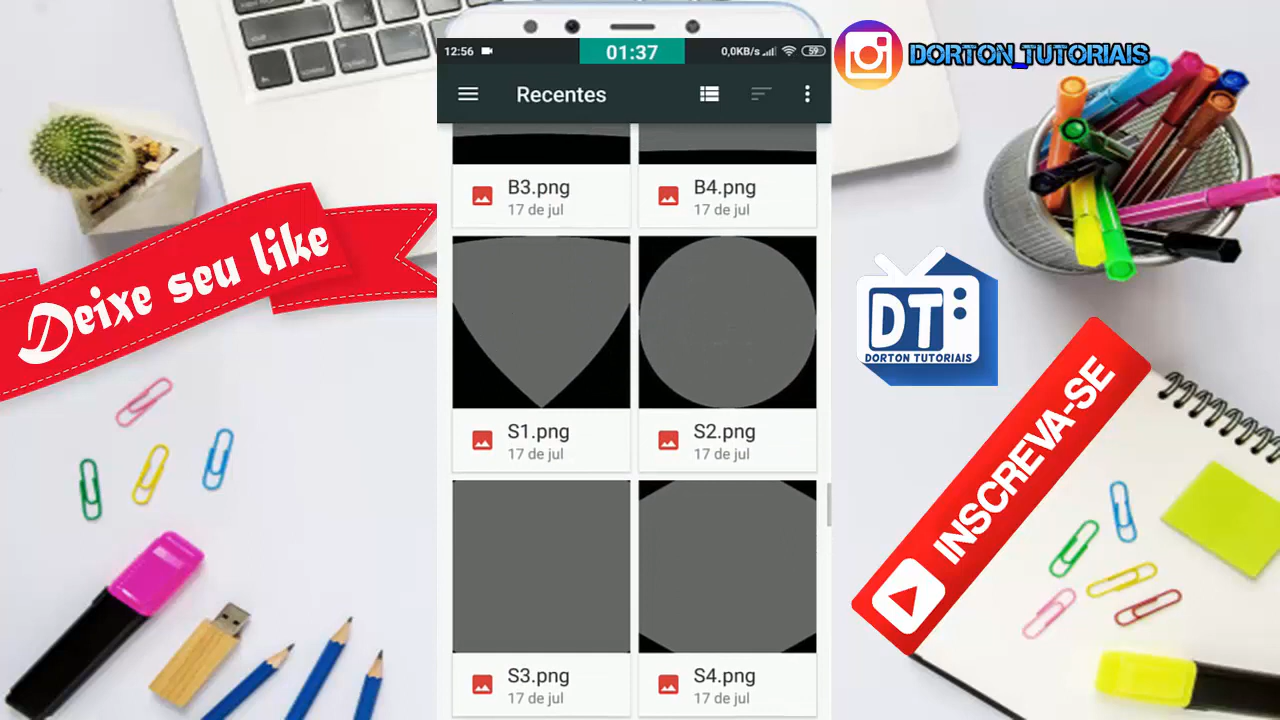 12:56
01:37
0,0KB/s
59
Recentes
B3.png
17 de jul
B4.png
17 de jul
S1.png
17 de jul
S2.png
17 de jul
S3.png
17 de jul
S4.png
17 de jul
Deixe seu like
DORTON_TUTORIAIS
DT
DORTON TUTORIAIS
INSCREVA-SE